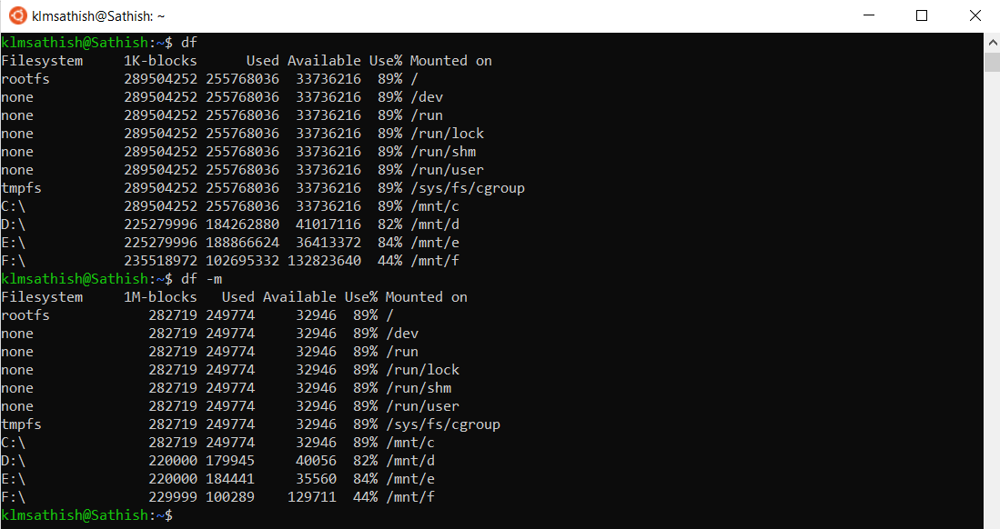 klmsathish@Sathish: ~
klmsathish@Sathish:~$ df
Filesystem     1K-blocks      Used Available Use% Mounted on
rootfs         289504252 255768036  33736216  89% /
none           289504252 255768036  33736216  89% /dev
none           289504252 255768036  33736216  89% /run
none           289504252 255768036  33736216  89% /run/lock
none           289504252 255768036  33736216  89% /run/shm
none           289504252 255768036  33736216  89% /run/user
tmpfs          289504252 255768036  33736216  89% /sys/fs/cgroup
C:\            289504252 255768036  33736216  89% /mnt/c
D:\            225279996 184262880  41017116  82% /mnt/d
E:\            225279996 188866624  36413372  84% /mnt/e
F:\            235518972 102695332 132823640  44% /mnt/f
klmsathish@Sathish:~$ df -m
Filesystem     1M-blocks   Used Available Use% Mounted on
rootfs            282719 249774     32946  89% /
none              282719 249774     32946  89% /dev
none              282719 249774     32946  89% /run
none              282719 249774     32946  89% /run/lock
none              282719 249774     32946  89% /run/shm
none              282719 249774     32946  89% /run/user
tmpfs             282719 249774     32946  89% /sys/fs/cgroup
C:\               282719 249774     32946  89% /mnt/c
D:\               220000 179945     40056  82% /mnt/d
E:\               220000 184441     35560  84% /mnt/e
F:\               229999 100289    129711  44% /mnt/f
klmsathish@Sathish:~$